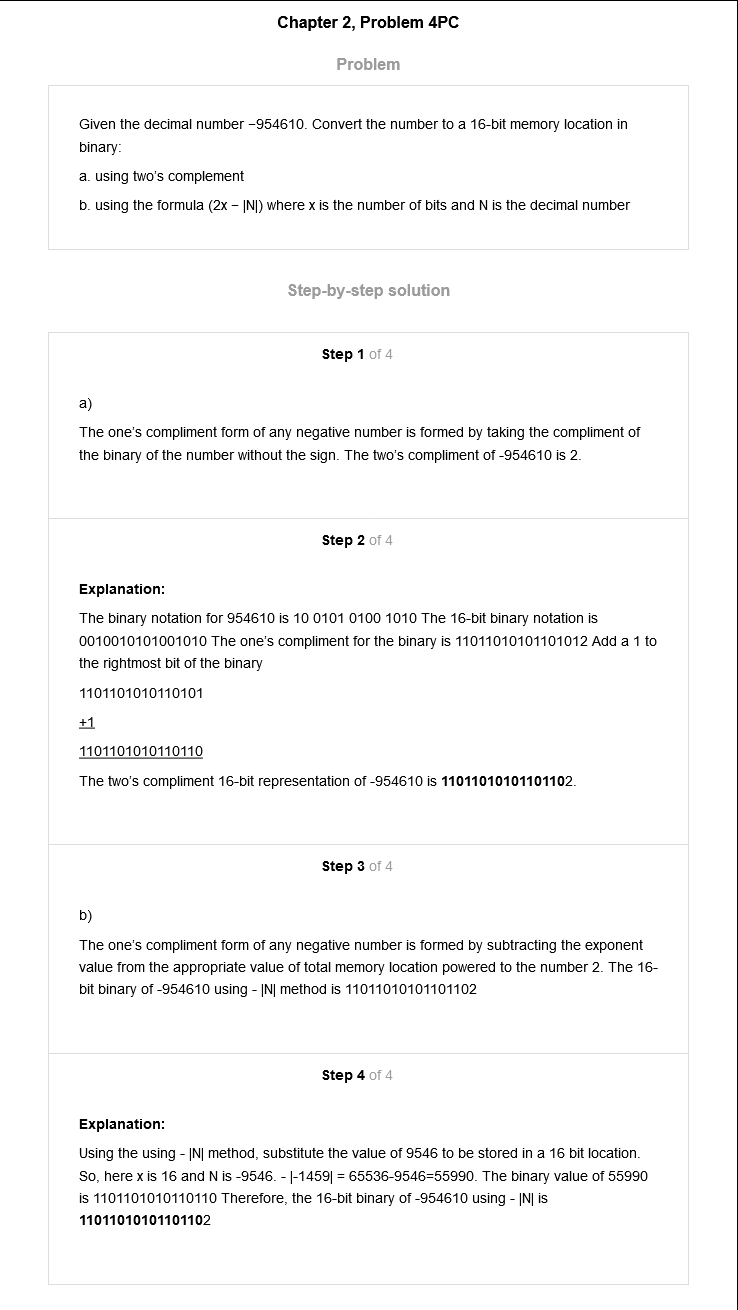 Chapter 2, Problem 4PC
Problem
Given the decimal number −954610. Convert the number to a 16-bit memory location in
binary:
a. using two’s complement
b. using the formula (2x − |N|) where x is the number of bits and N is the decimal number
Step-by-step solution
Step 1 of 4
a)
The one’s compliment form of any negative number is formed by taking the compliment of
the binary of the number without the sign. The two’s compliment of -954610 is 2.
Step 2 of 4
Explanation:
The binary notation for 954610 is 10 0101 0100 1010 The 16-bit binary notation is
0010010101001010 The one’s compliment for the binary is 11011010101101012 Add a 1 to
the rightmost bit of the binary
1101101010110101
+1
1101101010110110
The two’s compliment 16-bit representation of -954610 is 11011010101101102.
Step 3 of 4
b)
The one’s compliment form of any negative number is formed by subtracting the exponent
value from the appropriate value of total memory location powered to the number 2. The 16-
bit binary of -954610 using - |N| method is 11011010101101102
Step 4 of 4
Explanation:
Using the using - |N| method, substitute the value of 9546 to be stored in a 16 bit location.
So, here x is 16 and N is -9546. - |-1459| = 65536-9546=55990. The binary value of 55990
is 1101101010110110 Therefore, the 16-bit binary of -954610 using - |N| is
11011010101101102